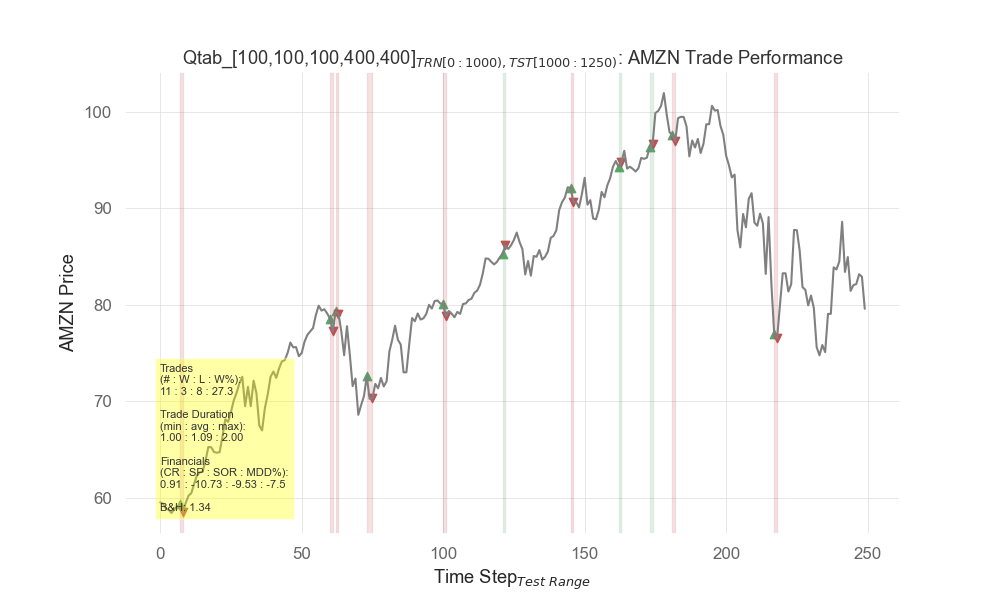 Qtab_[100,100,100,400,400]TRN[0:1000),TST[1000:1250): AMZN Trade Performance
100
90
80
70
60
AMZN Price
Trades
(# : W : L : W%):
11 : 3 : 8 : 27.3
Trade Duration
(min : avg : max):
1.00 : 1.09 : 2.00
Financials
(CR : SP : SOR : MDD%):
0.91 : -10.73 : -9.53 : -7.5
B&H: 1.34
0 50 100 150 200 250
Time Step Test Range